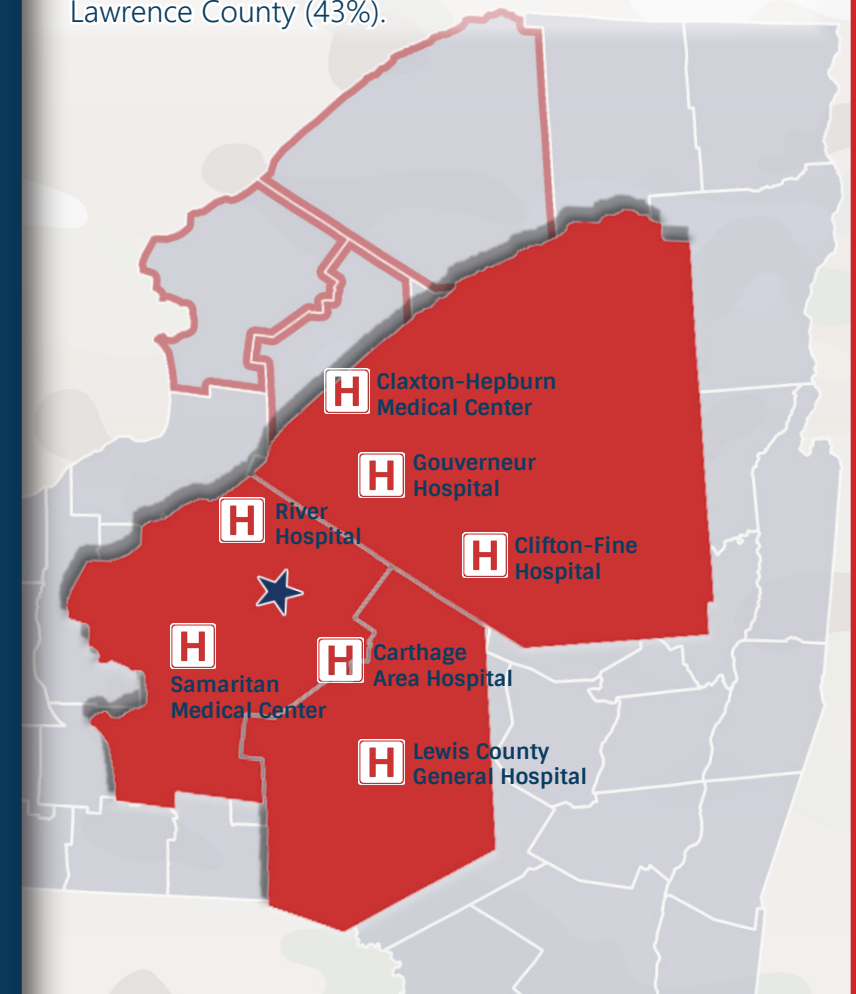 Lawrence County (43%).
H Claxton-Hepburn
Medical Center
H Gouverneur
Hospital
H River
Hospital
H Clifton-Fine
Hospital
H
Samaritan
Medical Center
H Carthage
Area Hospital
H Lewis County
General Hospital